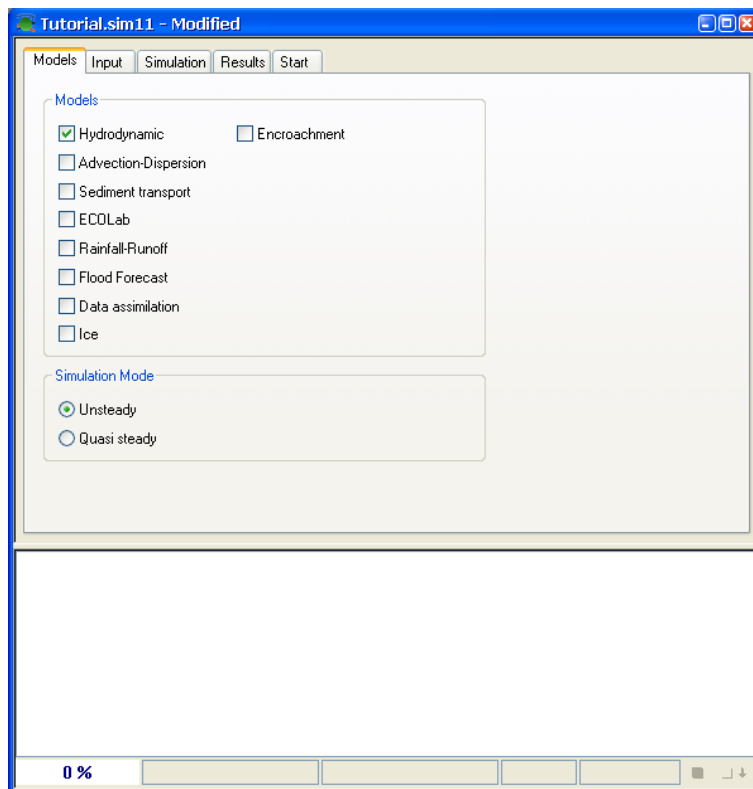 Tutorial.sim11 - Modified
Models Input Simulation Results Start
Models
Hydrodynamic Encroachment
Advection-Dispersion
Sediment transport
ECOLab
Rainfall-Runoff
Flood Forecast
Data assimilation
Ice
Simulation Mode
Unsteady
Quasi steady
0 %